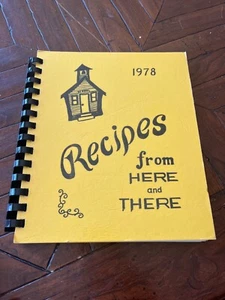 1978
Recipes
from
HERE
and
THERE